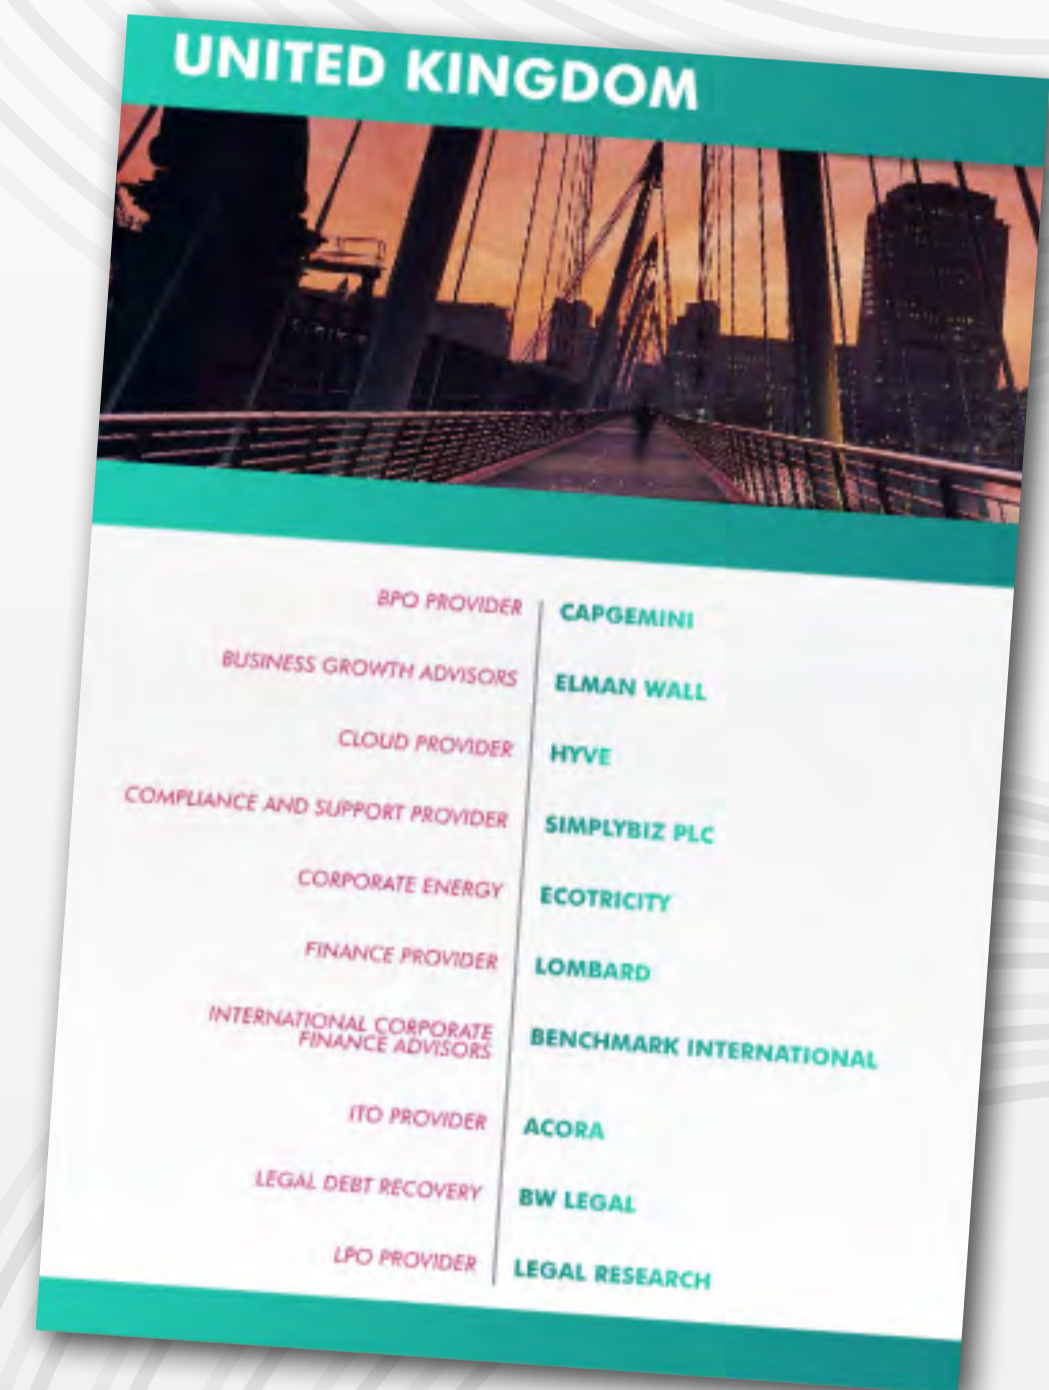 UNITED KINGDOM
BPO PROVIDER CAPGEMINI
BUSINESS GROWTH ADVISORS ELMAN WALL
CLOUD PROVIDER HYVE
COMPLIANCE AND SUPPORT PROVIDER SIMPLYBIZ PLC
CORPORATE ENERGY ECOTRICITY
FINANCE PROVIDER LOMBARD
INTERNATIONAL CORPORATE
FINANCE ADVISORS BENCHMARK INTERNATIONAL
ITO PROVIDER ACORA
LEGAL DEBT RECOVERY BW LEGAL
LPO PROVIDER LEGAL RESEARCH